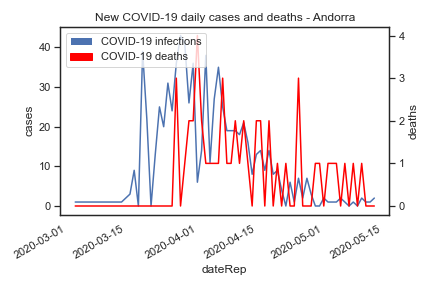 New COVID-19 daily cases and deaths - Andorra
COVID-19 infections
COVID-19 deaths
40
30
20
10
0
cases
4
3
2
1
0
deaths
2020-03-01
2020-03-15
2020-04-01
2020-04-15
2020-05-01
2020-05-15
dateRep